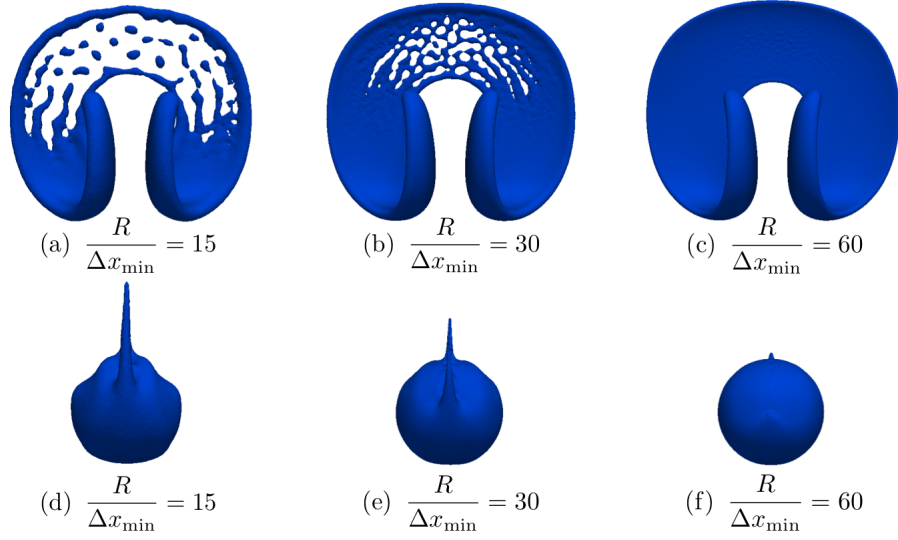 (a) R/Δx_min = 15
(b) R/Δx_min = 30
(c) R/Δx_min = 60
(d) R/Δx_min = 15
(e) R/Δx_min = 30
(f) R/Δx_min = 60